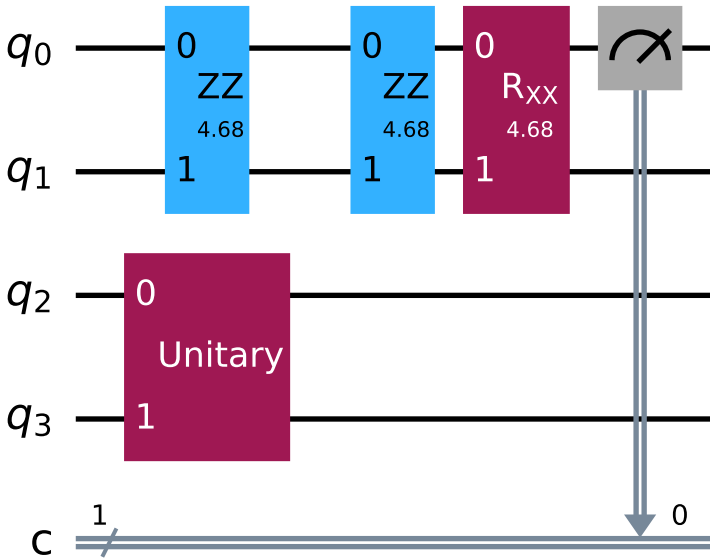 q0 0 0 0
ZZ ZZ RXX
4.68 4.68 4.68
q1 1 1 1
q2 0
Unitary
q3 1
1 0
c